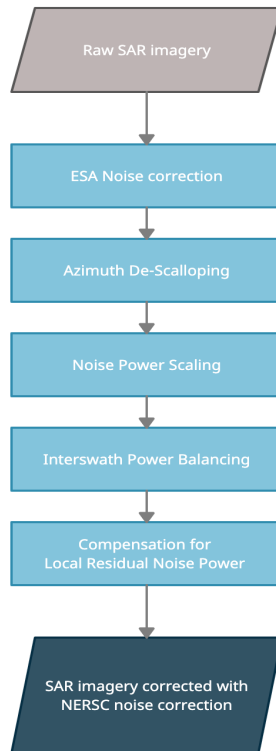 Raw SAR imagery
ESA Noise correction
Azimuth De-Scalloping
Noise Power Scaling
Interswath Power Balancing
Compensation for
Local Residual Noise Power
SAR imagery corrected with
NERSC noise correction